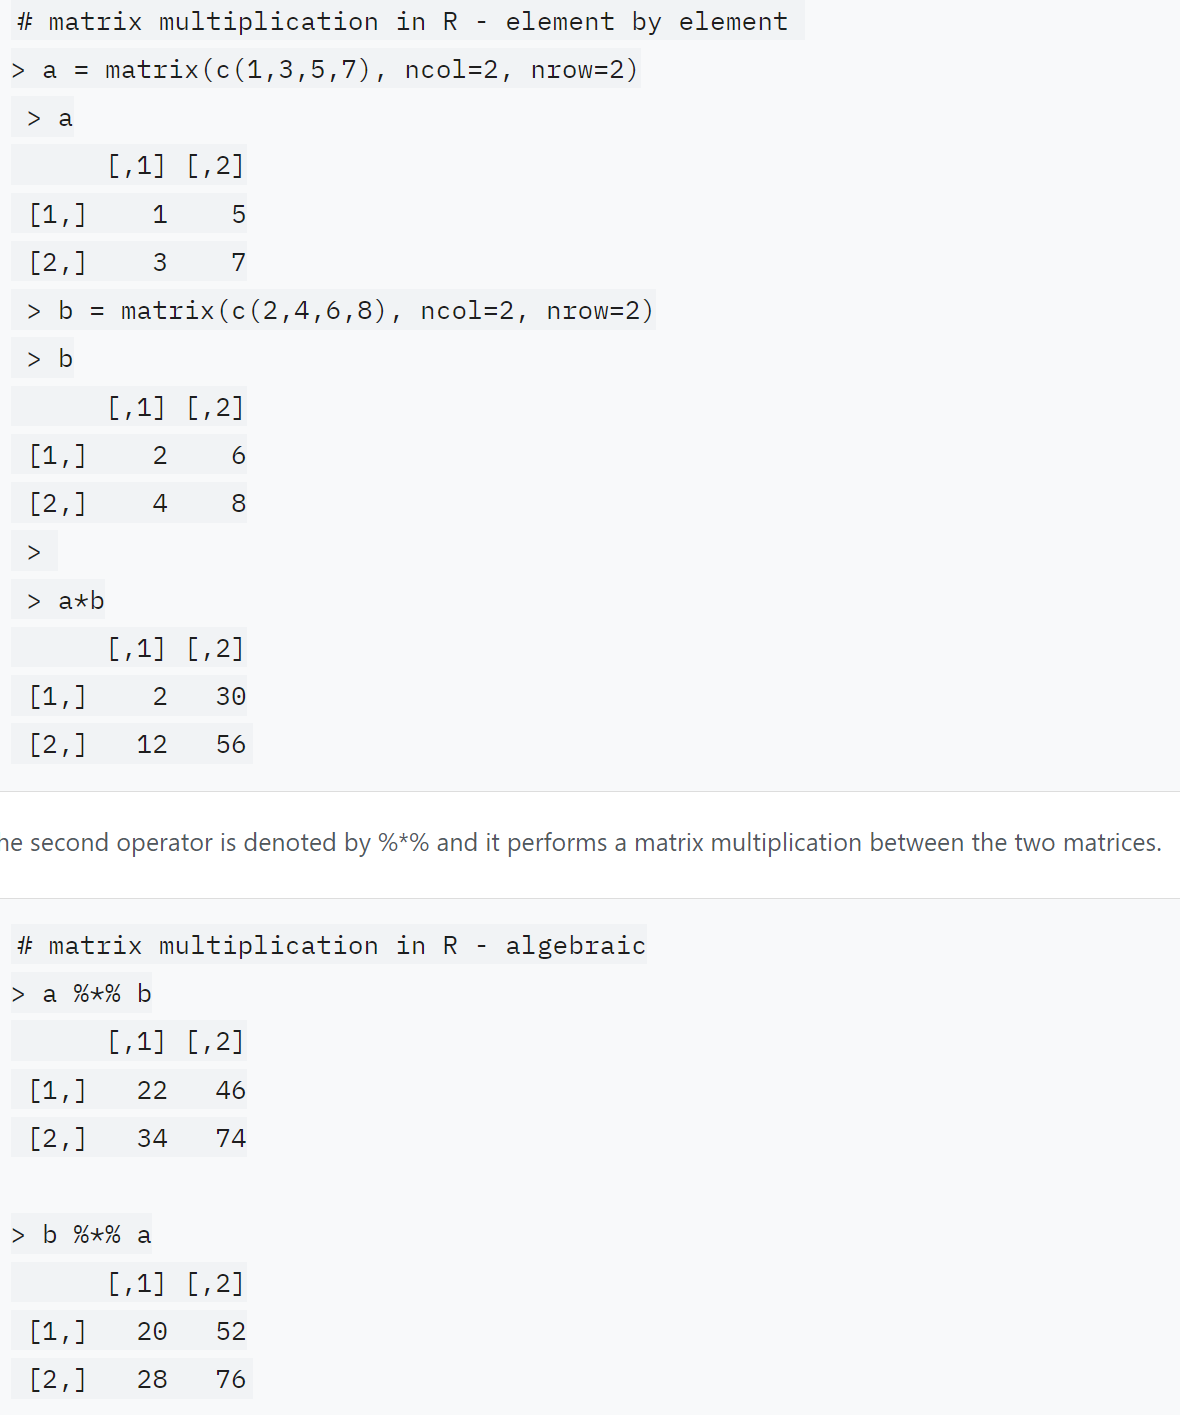 # matrix multiplication in R - element by element
> a = matrix(c(1,3,5,7), ncol=2, nrow=2)
> a
[,1] [,2]
[1,] 1 5
[2,] 3 7
> b = matrix(c(2,4,6,8), ncol=2, nrow=2)
> b
[,1] [,2]
[1,] 2 6
[2,] 4 8
>
> a*b
[,1] [,2]
[1,] 2 30
[2,] 12 56
he second operator is denoted by %*% and it performs a matrix multiplication between the two matrices.
# matrix multiplication in R - algebraic
> a %*% b
[,1] [,2]
[1,] 22 46
[2,] 34 74
> b %*% a
[,1] [,2]
[1,] 20 52
[2,] 28 76